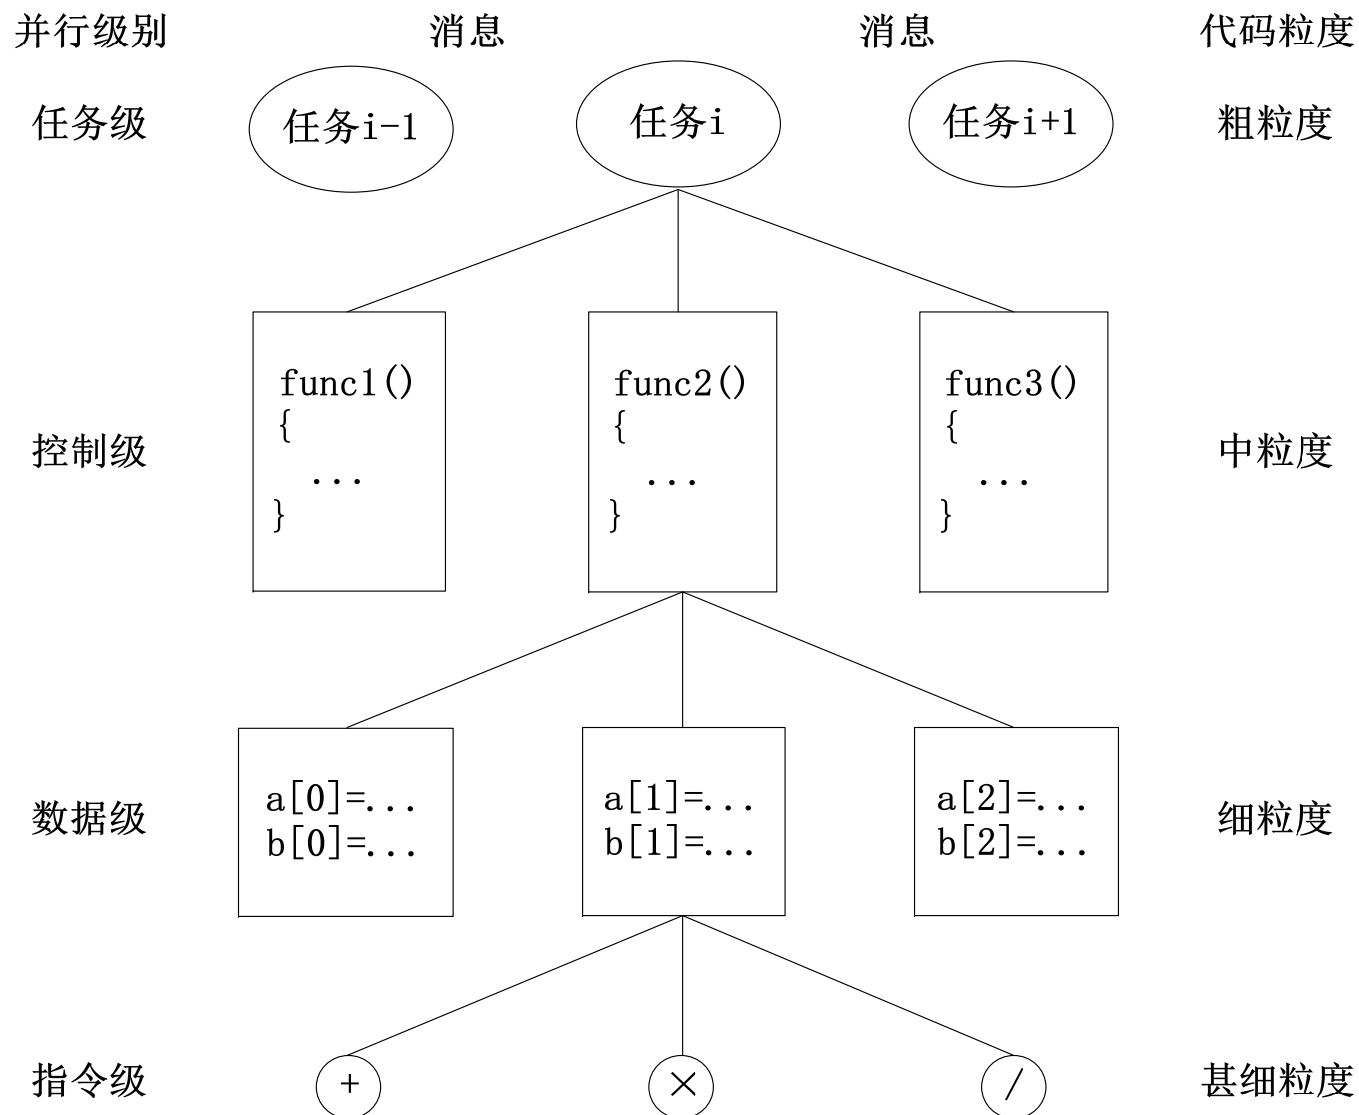 并行级别 消息 消息 代码粒度
任务级 任务i-1 任务i 任务i+1 粗粒度
func1() func2() func3()
{ { {
控制级 中粒度
... ... ...
} } }
a[0]=... a[1]=... a[2]=...
数据级 细粒度
b[0]=... b[1]=... b[2]=...
指令级 + × / 甚细粒度